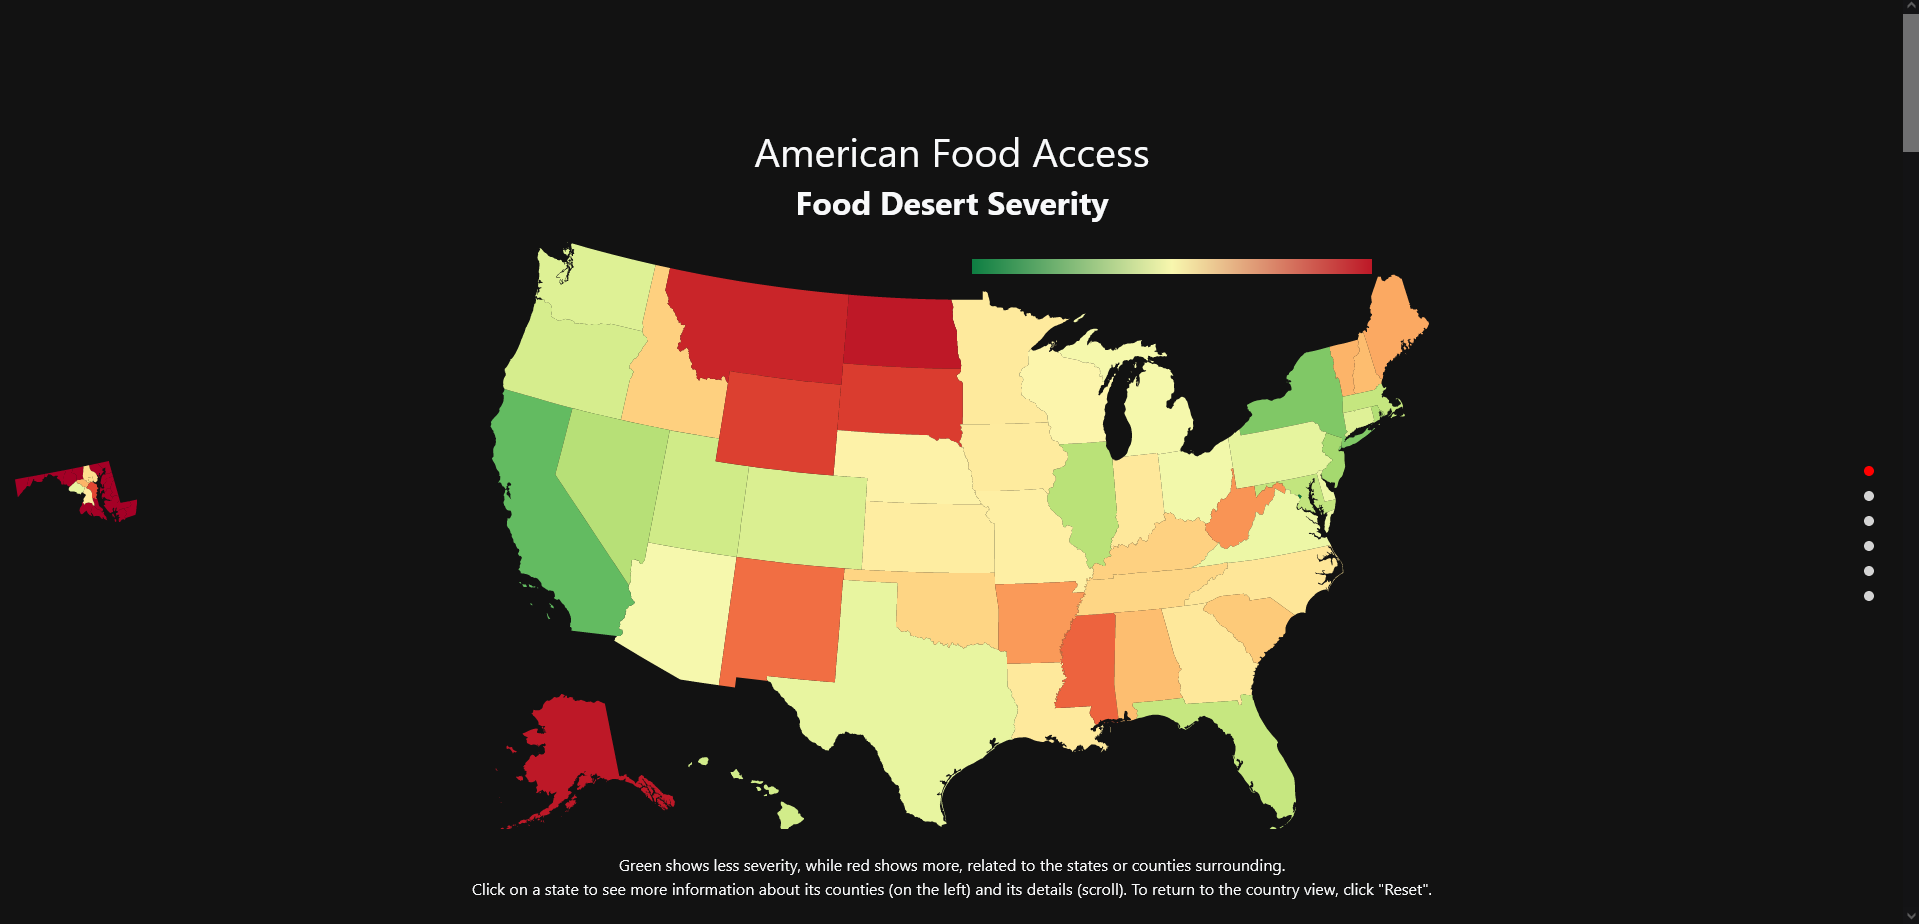 American Food Access
Food Desert Severity
Green shows less severity, while red shows more, related to the states or counties surrounding.
Click on a state to see more information about its counties (on the left) and its details (scroll). To return to the country view, click "Reset".